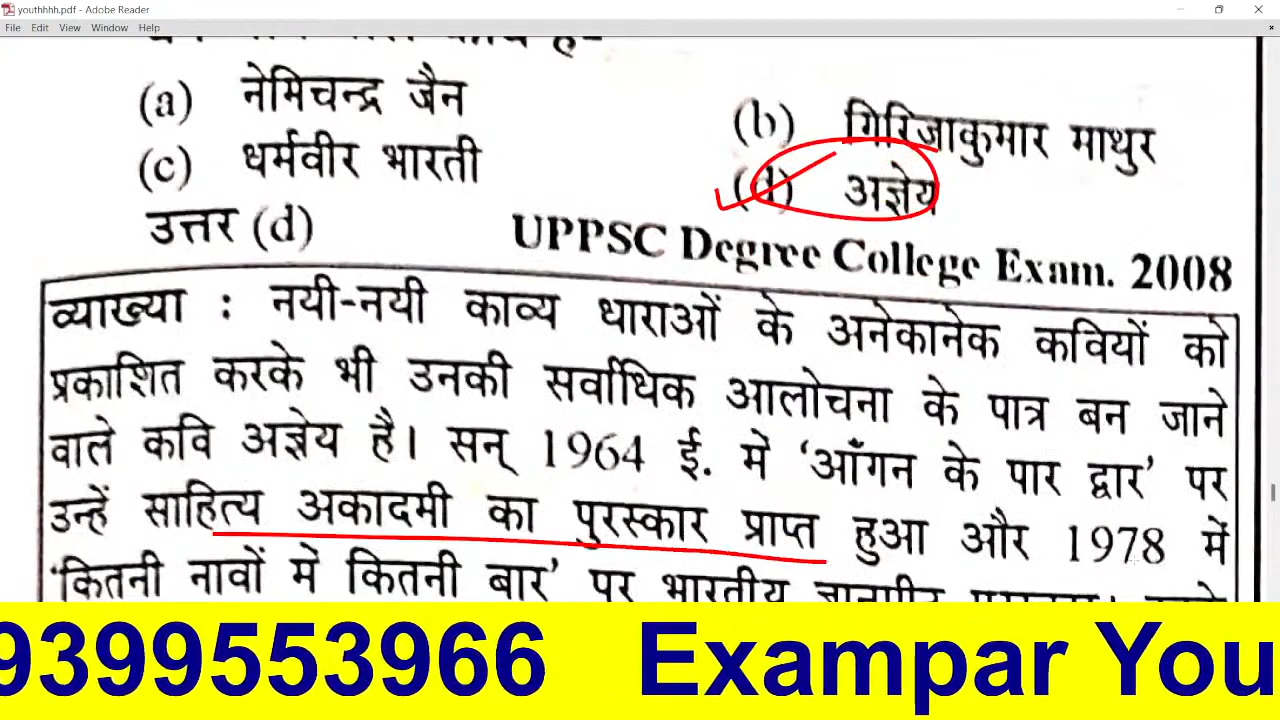 youthhhh.pdf - Adobe Reader
File Edit View Window Help
(a) नेमिचन्द्र जैन
(b) गिरिजाकुमार माथुर
(c) धर्मवीर भारती
(d) अज्ञेय
उत्तर (d)
UPPSC Degree College Exam. 2008
व्याख्या : नयी-नयी काव्य धाराओं के अनेकानेक कवियों को
प्रकाशित करके भी उनकी सर्वाधिक आलोचना के पात्र बन जाने
वाले कवि अज्ञेय है। सन् 1964 ई. में ‘आँगन के पार द्वार’ पर
उन्हें साहित्य अकादमी का पुरस्कार प्राप्त हुआ और 1978 में
‘कितनी नावों में कितनी बार’ पर भारतीय
9399553966 Exampar You